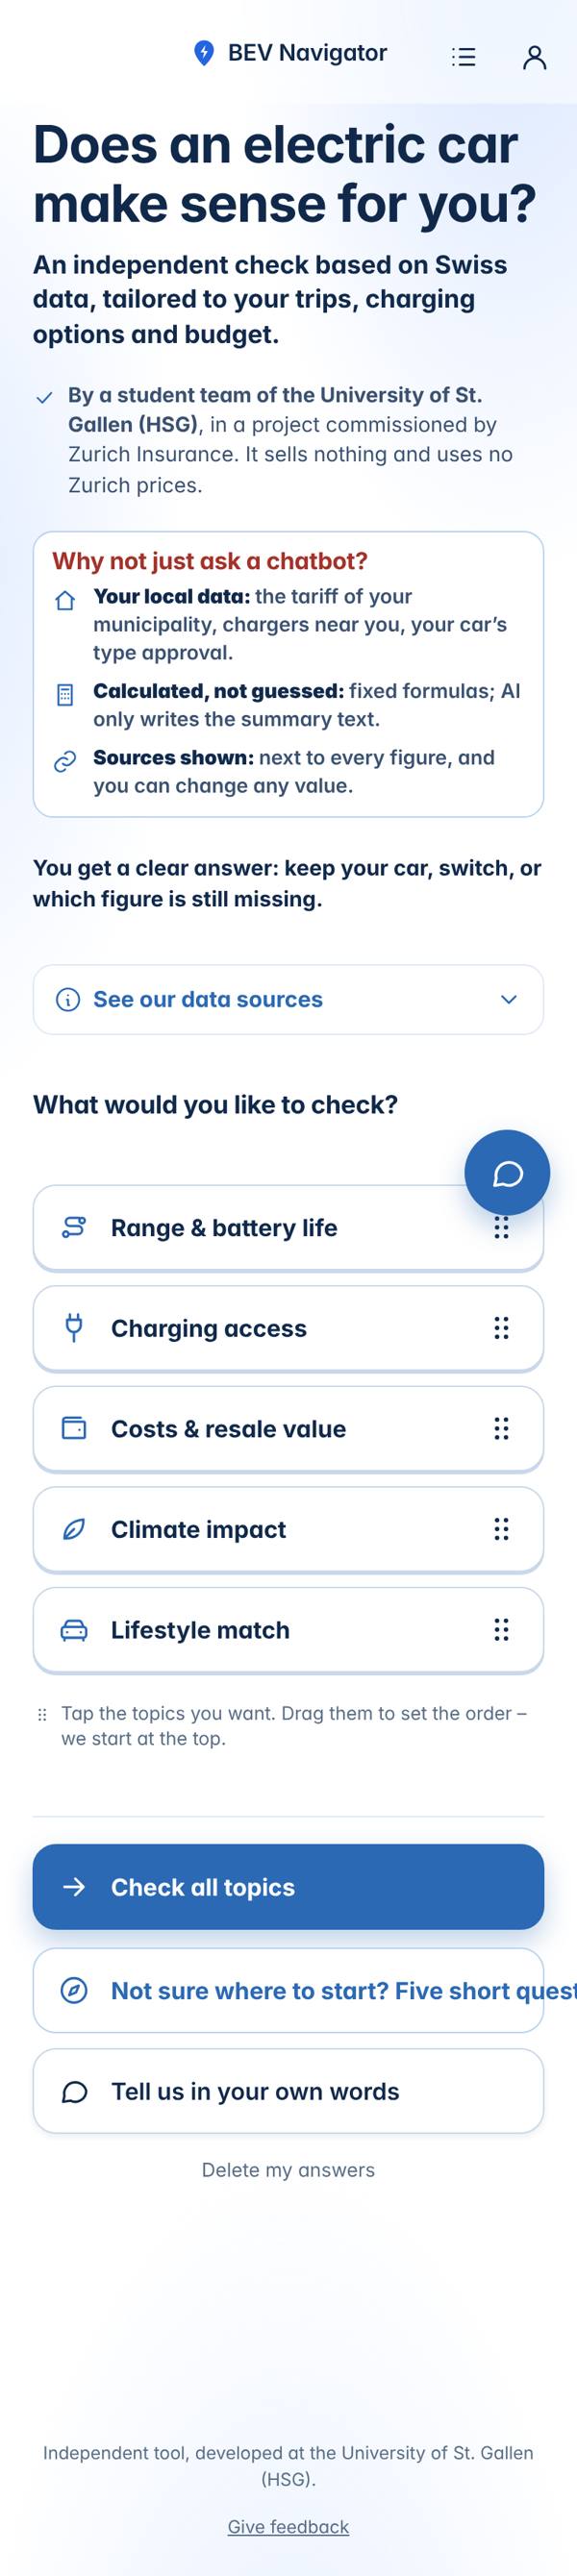 BEV Navigator
Does an electric car
make sense for you?
An independent check based on Swiss
data, tailored to your trips, charging
options and budget.
By a student team of the University of St.
Gallen (HSG), in a project commissioned by
Zurich Insurance. It sells nothing and uses no
Zurich prices.
Why not just ask a chatbot?
Your local data: the tariff of your
municipality, chargers near you, your car’s
type approval.
Calculated, not guessed: fixed formulas; AI
only writes the summary text.
Sources shown: next to every figure, and
you can change any value.
You get a clear answer: keep your car, switch, or
which figure is still missing.
See our data sources
What would you like to check?
Range & battery life
Charging access
Costs & resale value
Climate impact
Lifestyle match
Tap the topics you want. Drag them to set the order –
we start at the top.
Check all topics
Not sure where to start? Five short quest
Tell us in your own words
Delete my answers
Independent tool, developed at the University of St. Gallen
(HSG).
Give feedback